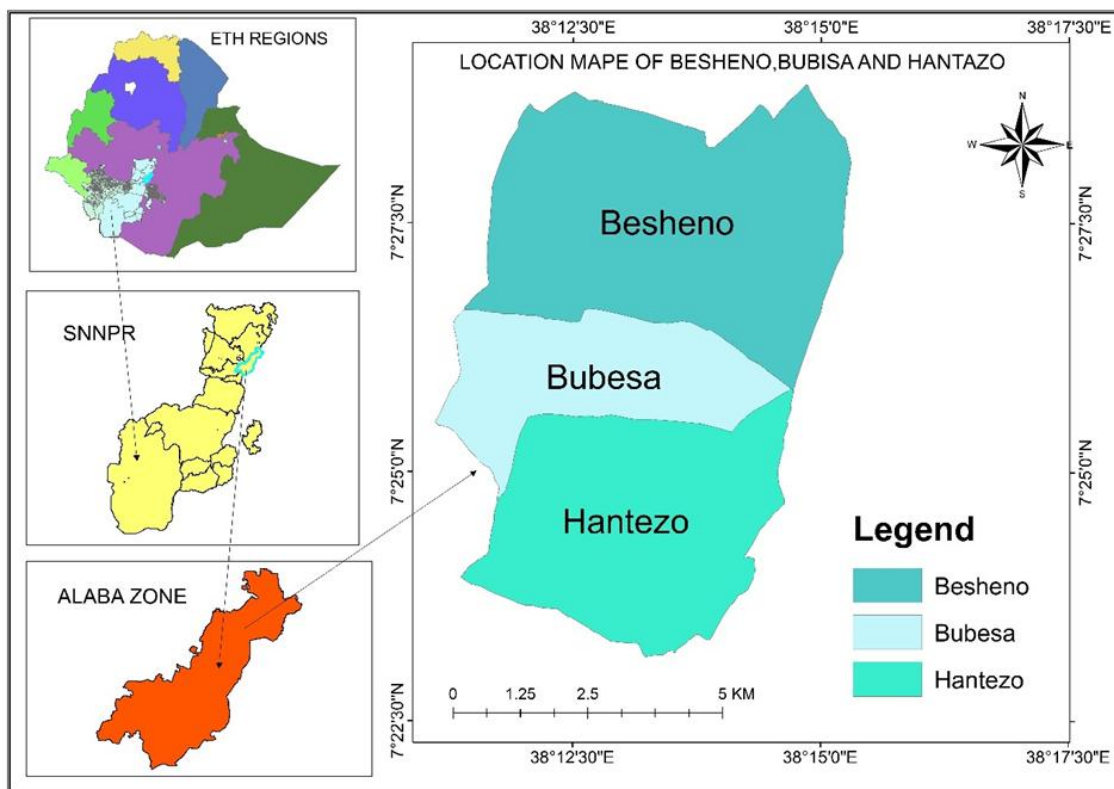 ETH REGIONS
SNNPR
ALABA ZONE
38°12'30"E 38°15'0"E 38°17'30"E
LOCATION MAPE OF BESHENO,BUBISA AND HANTAZO
N
W E
S
7°27'30"N 7°27'30"N
Besheno
Bubesa
7°25'0"N 7°25'0"N
Hantezo
Legend
Besheno
Bubesa
Hantezo
0 1.25 2.5 5 KM
7°22'30"N 7°22'30"N
38°12'30"E 38°15'0"E 38°17'30"E